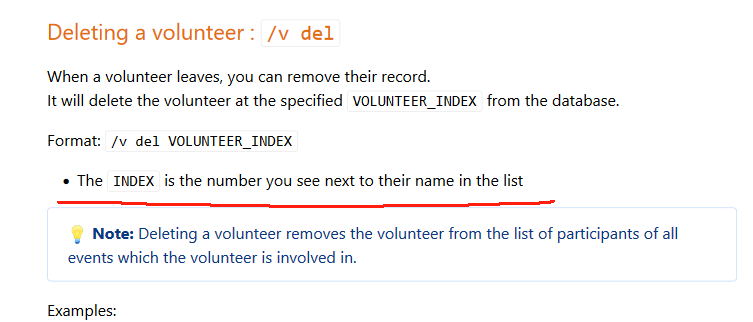 Deleting a volunteer : /v del
When a volunteer leaves, you can remove their record.
It will delete the volunteer at the specified VOLUNTEER_INDEX from the database.
Format: /v del VOLUNTEER_INDEX
• The INDEX is the number you see next to their name in the list
💡 Note: Deleting a volunteer removes the volunteer from the list of participants of all
events which the volunteer is involved in.
Examples: